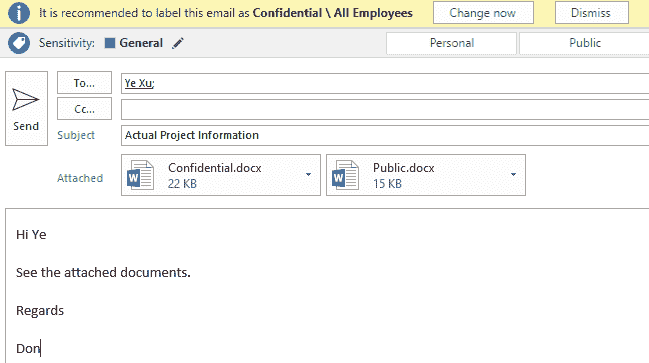 It is recommended to label this email as Confidential \ All Employees Change now Dismiss
Sensitivity: General Personal Public
To... Ye Xu;
Cc...
Send
Subject Actual Project Information
Attached Confidential.docx Public.docx
22 KB 15 KB
Hi Ye
See the attached documents.
Regards
Don